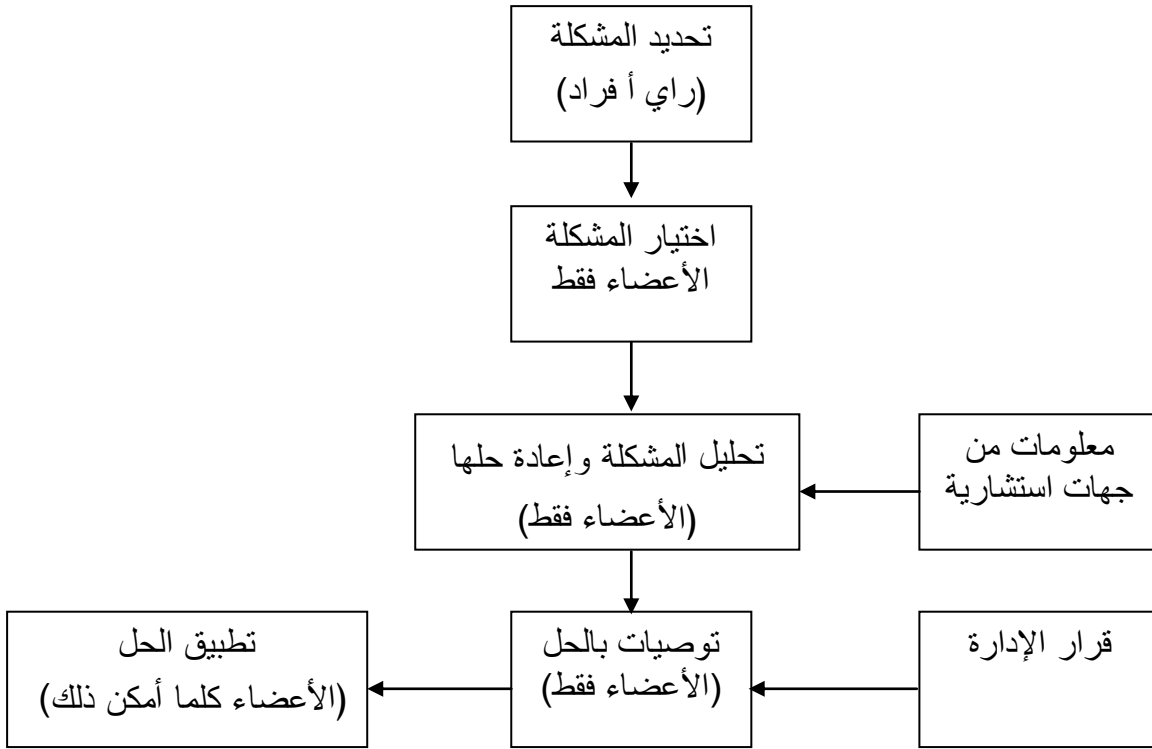 تحديد المشكلة
(راي أ فراد)
اختيار المشكلة
الأعضاء فقط
تحليل المشكلة وإعادة حلها
(الأعضاء فقط)
معلومات من
جهات استشارية
قرار الإدارة
توصيات بالحل
(الأعضاء فقط)
تطبيق الحل
(الأعضاء كلما أمكن ذلك)